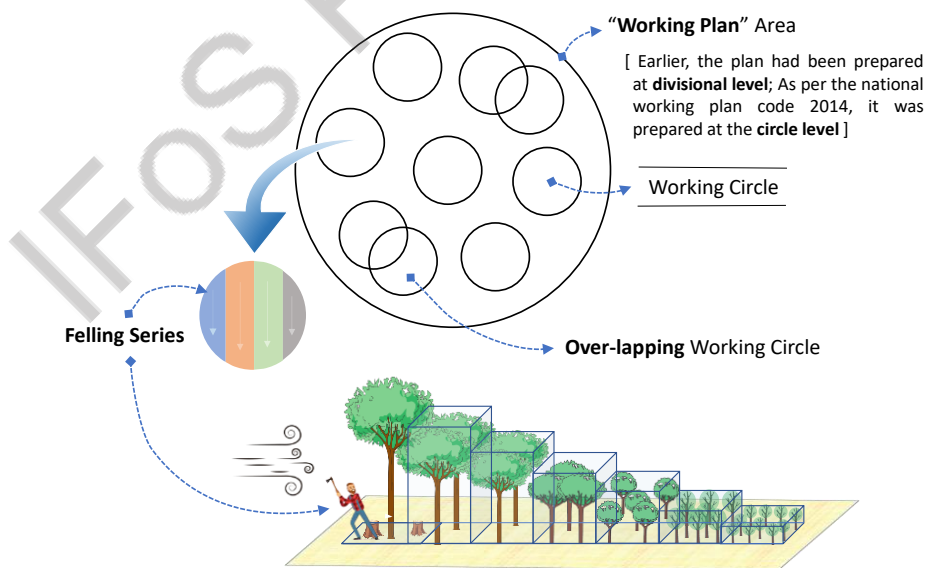 “Working Plan” Area
[ Earlier, the plan had been prepared
at divisional level; As per the national
working plan code 2014, it was
prepared at the circle level ]
Working Circle
Felling Series
Over-lapping Working Circle
IFoS